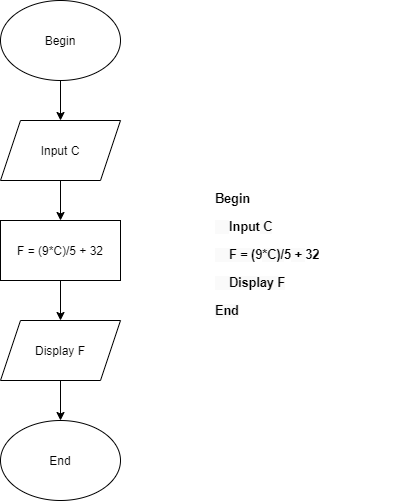 Begin
Input C
F = (9*C)/5 + 32
Display F
End
Begin
Input C
F = (9*C)/5 + 32
Display F
End